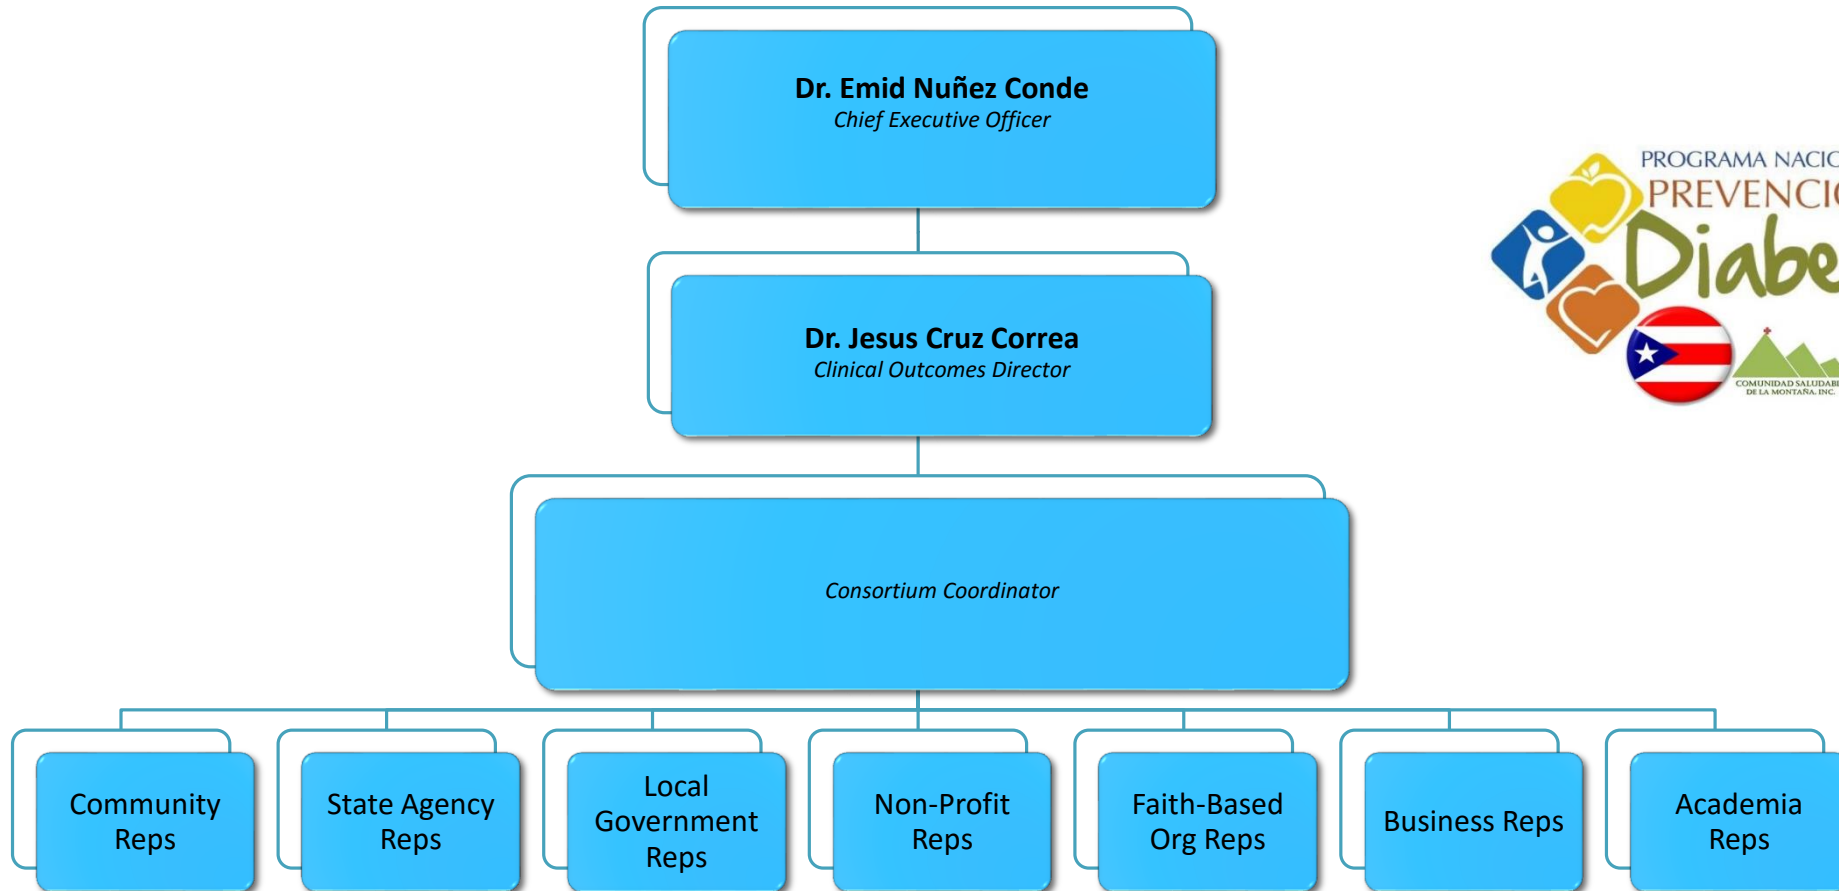 Dr. Emid Nuñez Conde
Chief Executive Officer
PROGRAMA NACIO
PREVENCIÓ
Diabe
COMUNIDAD SALUDABL
DE LA MONTAÑA, INC.
Dr. Jesus Cruz Correa
Clinical Outcomes Director
Consortium Coordinator
Community
Reps
State Agency
Reps
Local
Government
Reps
Non-Profit
Reps
Faith-Based
Org Reps
Business Reps
Academia
Reps